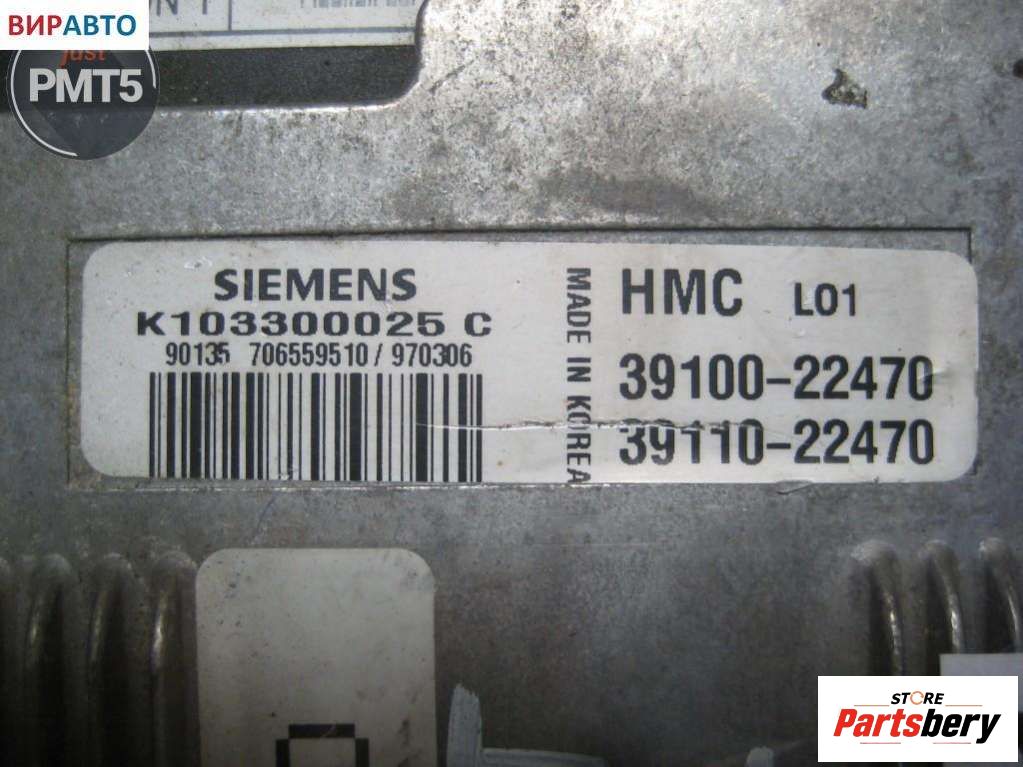 ВИРАВТО
just
PMT5
SIEMENS
K103300025 C
90135 706559510/970306
MADE IN KOREA
HMC L01
39100-22470
39110-22470
STORE
Partsbery